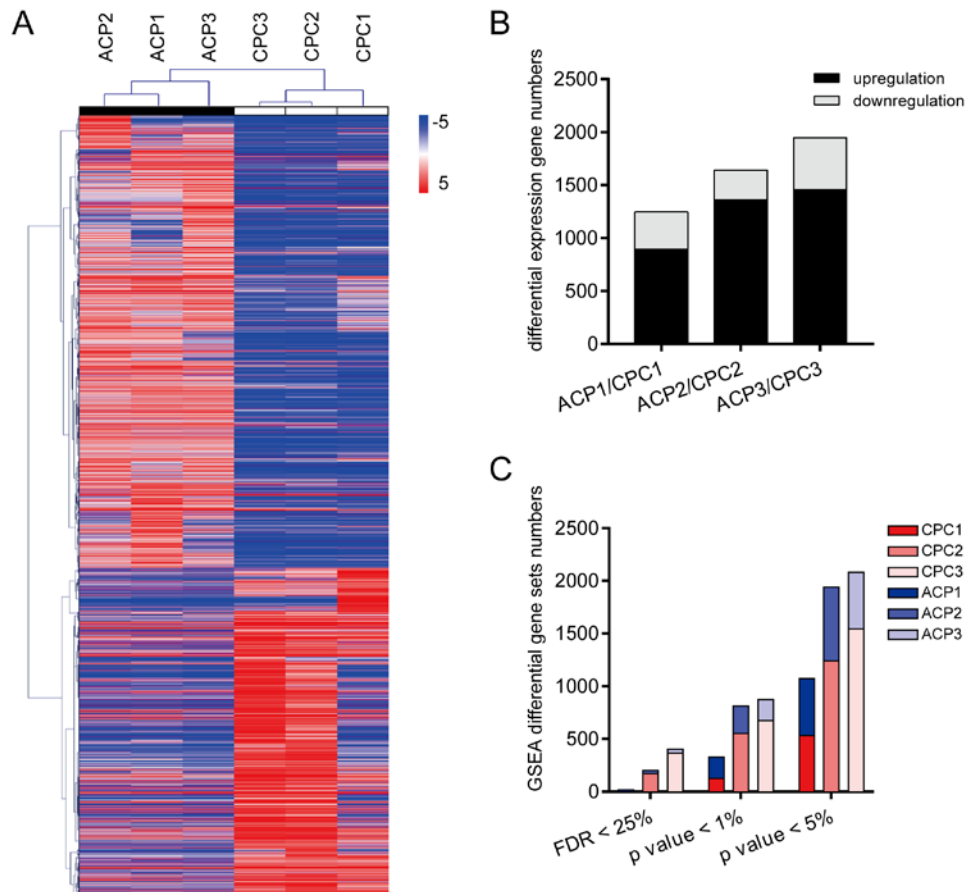 A
ACP2
ACP1
ACP3
CPC3
CPC2
CPC1
-5
5
B
differential expression gene numbers
2500
2000
1500
1000
500
0
upregulation
downregulation
ACP1/CPC1
ACP2/CPC2
ACP3/CPC3
C
GSEA differential gene sets numbers
2500
2000
1500
1000
500
0
CPC1
CPC2
CPC3
ACP1
ACP2
ACP3
FDR < 25%
p value < 1%
p value < 5%